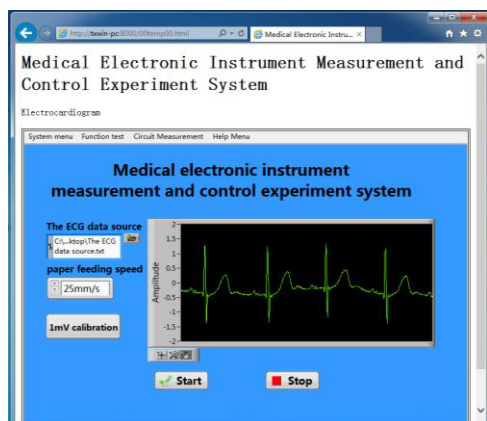 http://txwin-pc:8000/00temp00.html
Medical Electronic Instru...
Medical Electronic Instrument Measurement and
Control Experiment System
Electrocardiogram
System menu Function test Circuit Measurement Help Menu
Medical electronic instrument
measurement and control experiment system
The ECG data source
C:\...ktop\The ECG
data source.txt
paper feeding speed
25mm/s
1mV calibration
Amplitude
2
1.5
1
0.5
0
-0.5
-1
-1.5
-2
Start
Stop